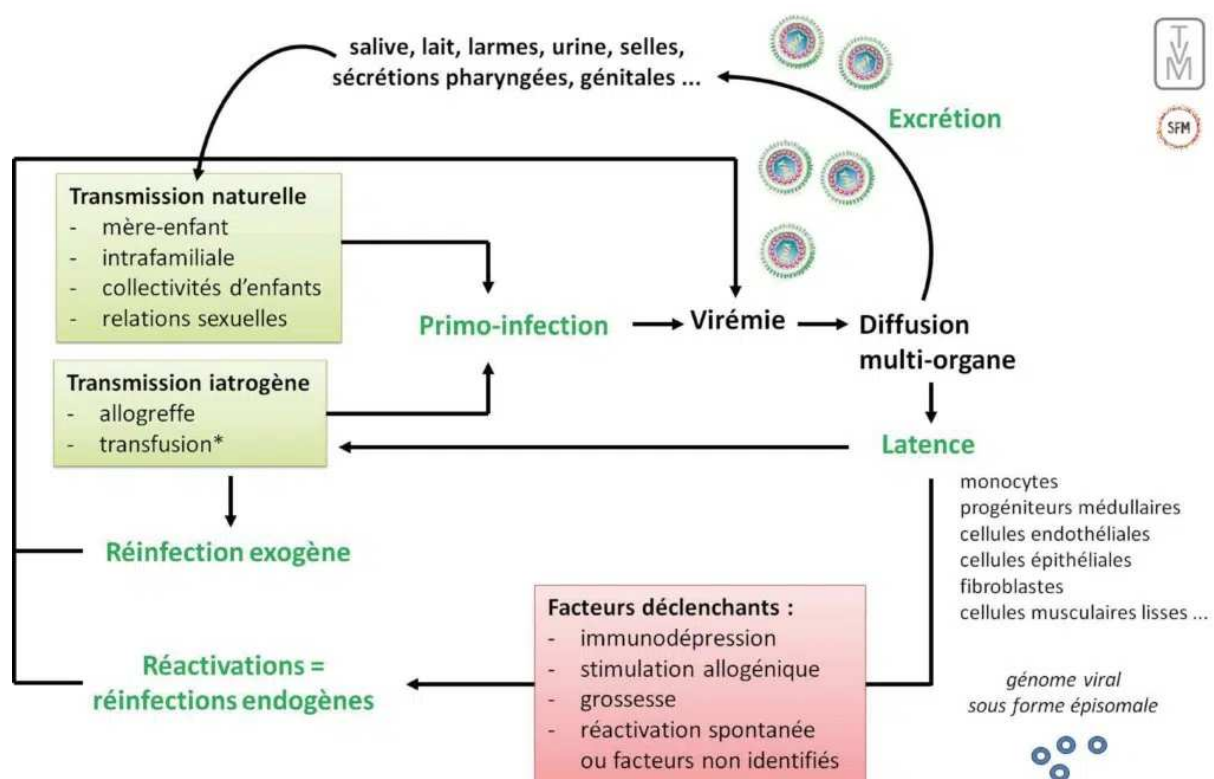 salive, lait, larmes, urine, selles,
sécrétions pharyngées, génitales ...
TVM
SFM
Excrétion
Transmission naturelle
- mère-enfant
- intrafamiliale
- collectivités d'enfants
- relations sexuelles
Primo-infection
Virémie
Diffusion
multi-organe
Transmission iatrogène
- allogreffe
- transfusion*
Latence
monocytes
progéniteurs médullaires
cellules endothéliales
cellules épithéliales
fibroblastes
cellules musculaires lisses ...
Réinfection exogène
Facteurs déclenchants :
- immunodépression
- stimulation allogénique
- grossesse
- réactivation spontanée
ou facteurs non identifiés
Réactivations =
réinfections endogènes
génome viral
sous forme épisomale